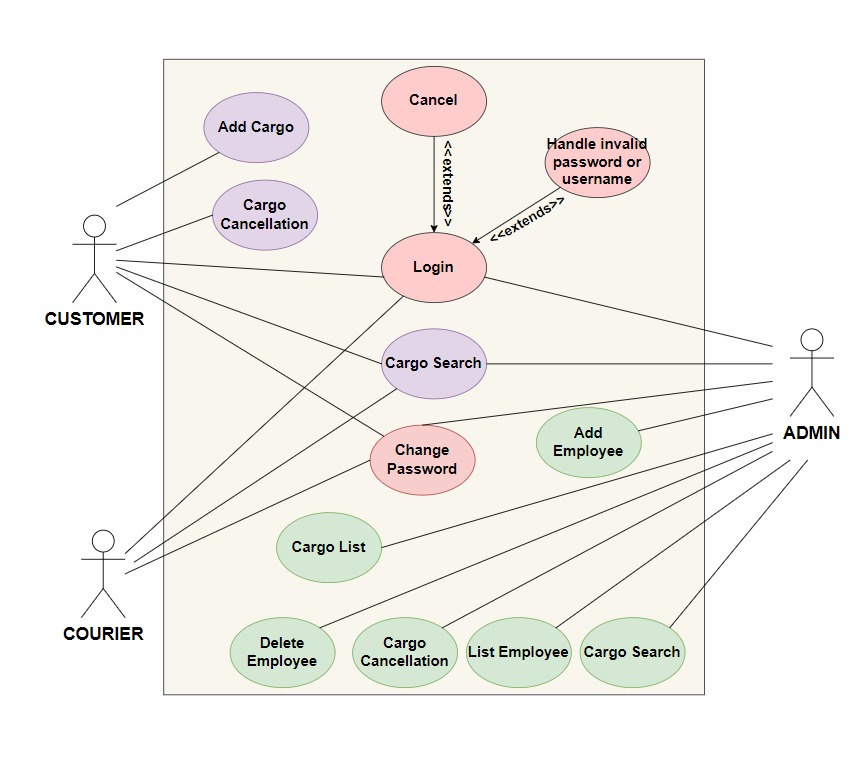 Cancel
Add Cargo
<<extends>>
Handle invalid
password or
username
<<extends>>
Cargo
Cancellation
Login
CUSTOMER
Cargo Search
ADMIN
Add
Employee
Change
Password
Cargo List
COURIER
Delete
Employee
Cargo
Cancellation
List Employee
Cargo Search